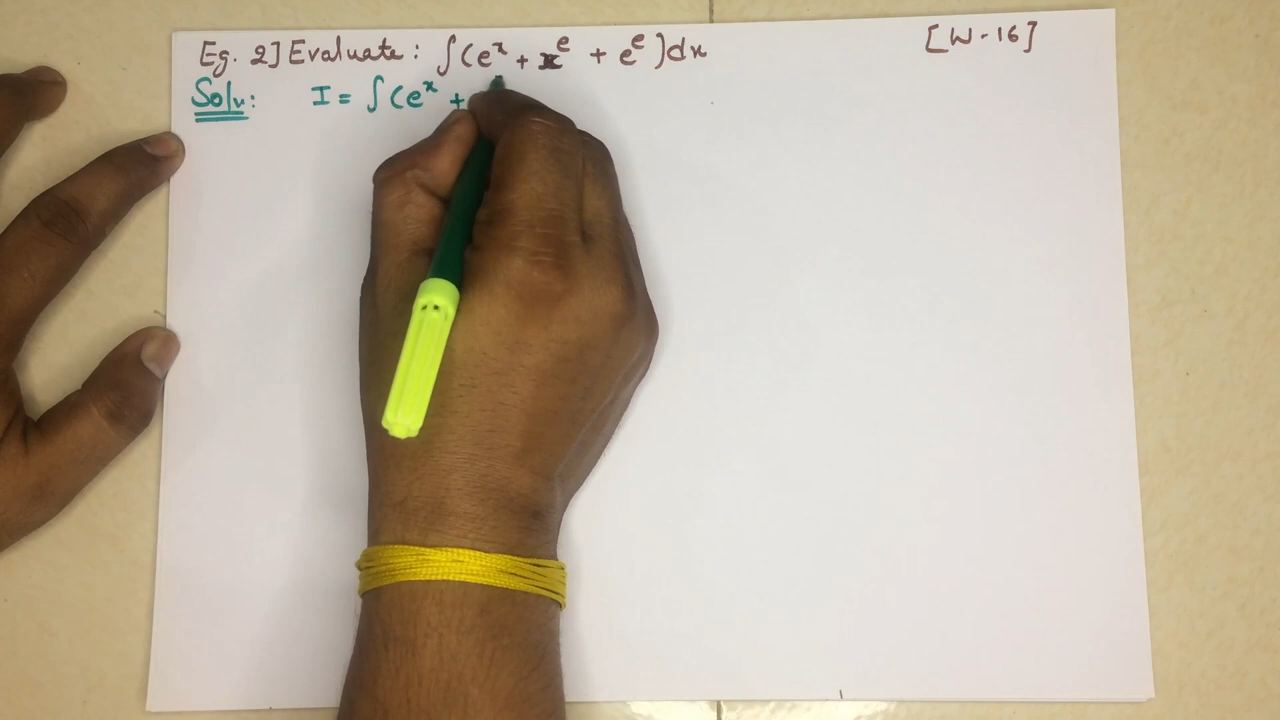 Eg. 2] Evaluate: ∫(eˣ + xᵉ + eᵉ)dx [W-16]
Solⁿ: I = ∫(eˣ +